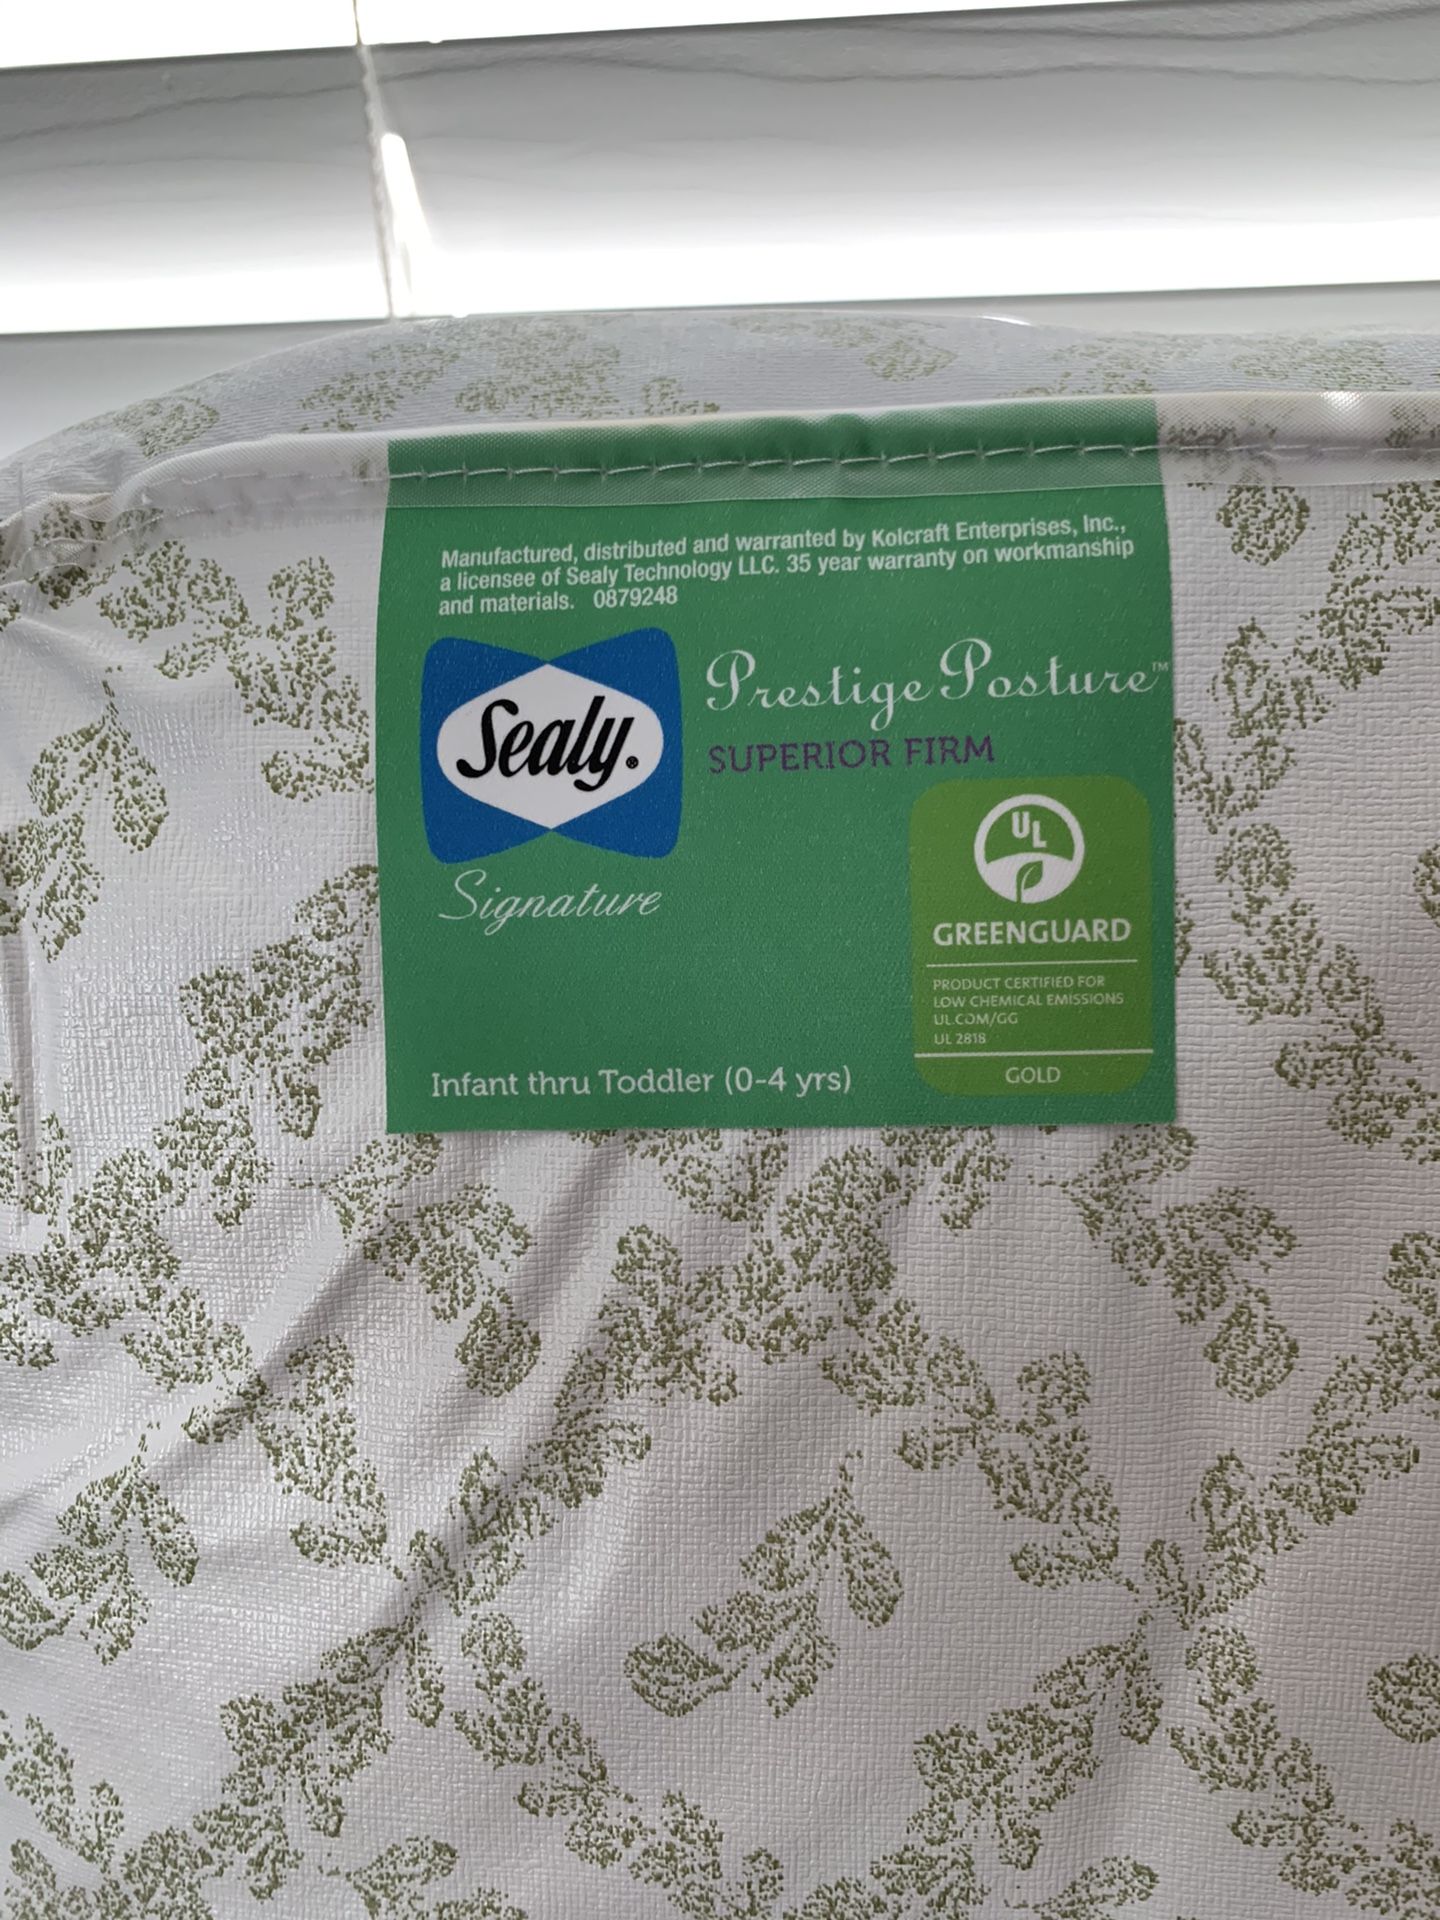 Manufactured, distributed and warranted by Kolcraft Enterprises, Inc.,
a licensee of Sealy Technology LLC. 35 year warranty on workmanship
and materials. 0879248
Sealy®
Signature
Prestige Posture™
SUPERIOR FIRM
UL
GREENGUARD
PRODUCT CERTIFIED FOR
LOW CHEMICAL EMISSIONS
UL.COM/GG
UL 2818
GOLD
Infant thru Toddler (0-4 yrs)